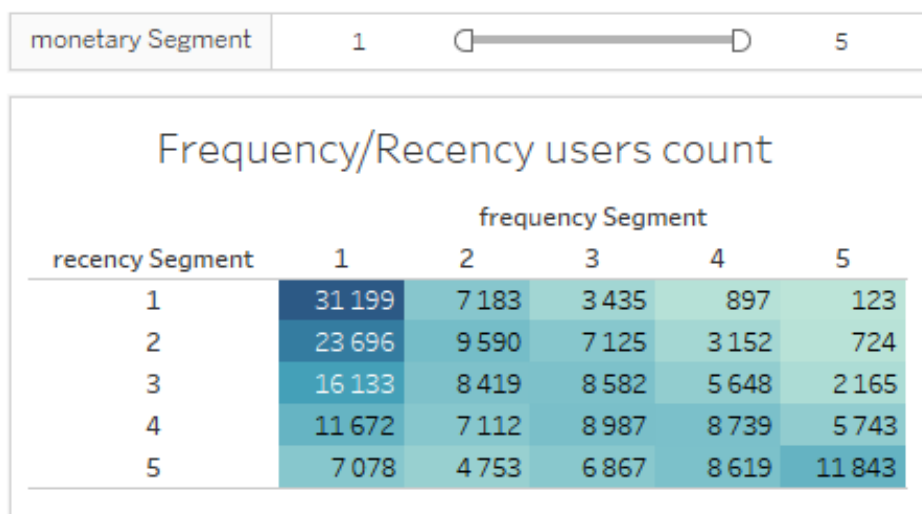 monetary Segment 1 5
Frequency/Recency users count
frequency Segment
recency Segment 1 2 3 4 5
1 31 199 7 183 3 435 897 123
2 23 696 9 590 7 125 3 152 724
3 16 133 8 419 8 582 5 648 2 165
4 11 672 7 112 8 987 8 739 5 743
5 7 078 4 753 6 867 8 619 11 843